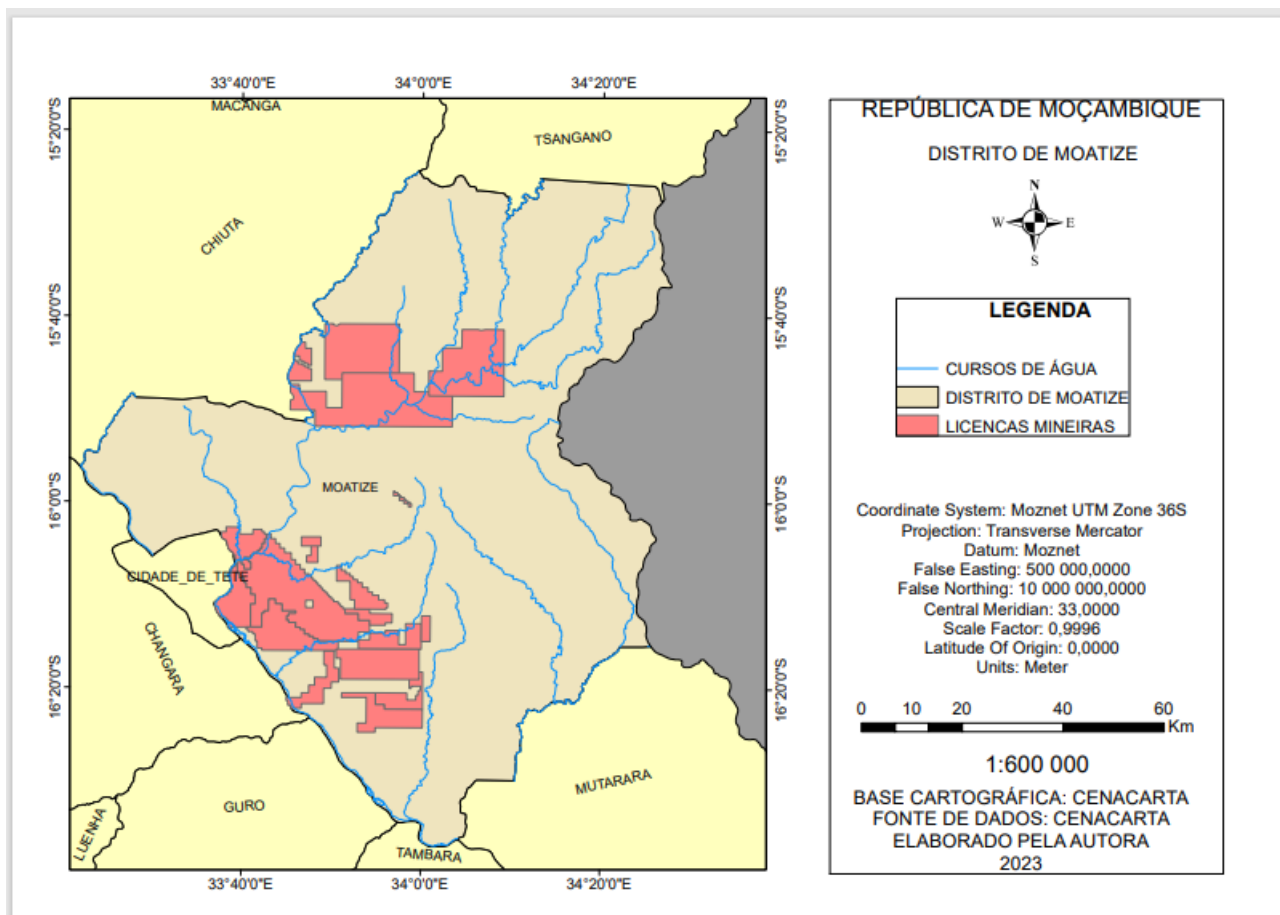 33°40'0"E
34°0'0"E
34°20'0"E
MACANGA
TSANGANO
15°20'0"S
15°20'0"S
CHIUTA
15°40'0"S
15°40'0"S
MOATIZE
16°0'0"S
16°0'0"S
CIDADE_DE_TETE
CHANGARA
16°20'0"S
16°20'0"S
MUTARARA
GURO
LUENHA
TAMBARA
33°40'0"E
34°0'0"E
34°20'0"E
REPÚBLICA DE MOÇAMBIQUE
DISTRITO DE MOATIZE
N
W
E
S
LEGENDA
CURSOS DE ÁGUA
DISTRITO DE MOATIZE
LICENCAS MINEIRAS
Coordinate System: Moznet UTM Zone 36S
Projection: Transverse Mercator
Datum: Moznet
False Easting: 500 000,0000
False Northing: 10 000 000,0000
Central Meridian: 33,0000
Scale Factor: 0,9996
Latitude Of Origin: 0,0000
Units: Meter
0 10 20 40 60
Km
1:600 000
BASE CARTOGRÁFICA: CENACARTA
FONTE DE DADOS: CENACARTA
ELABORADO PELA AUTORA
2023